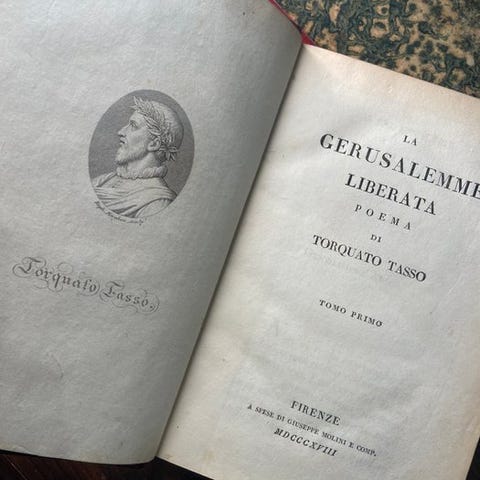 Torquato Tasso.
LA
GERUSALEMME
LIBERATA
POEMA
DI
TORQUATO TASSO
TOMO PRIMO
FIRENZE
A SPESE DI GIUSEPPE MOLINI E COMP.
MDCCCXVIII